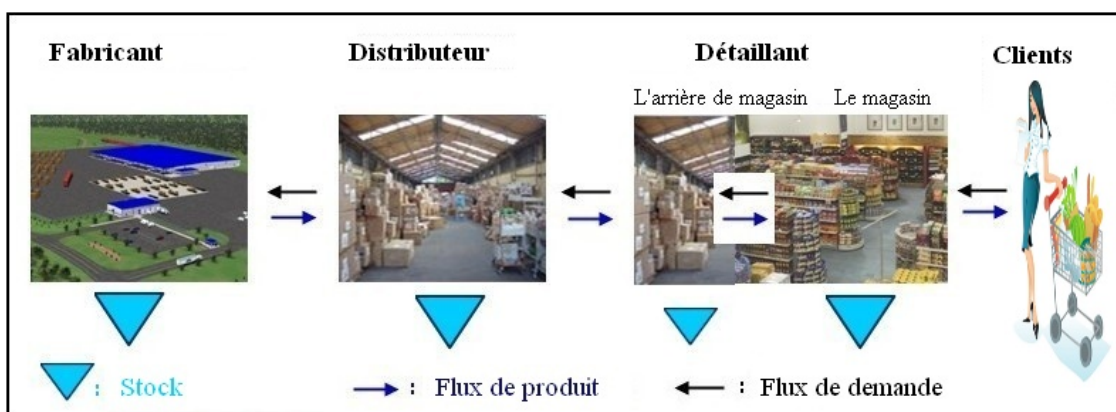 Fabricant
Distributeur
Détaillant
Clients
L'arrière de magasin
Le magasin
: Stock
: Flux de produit
: Flux de demande